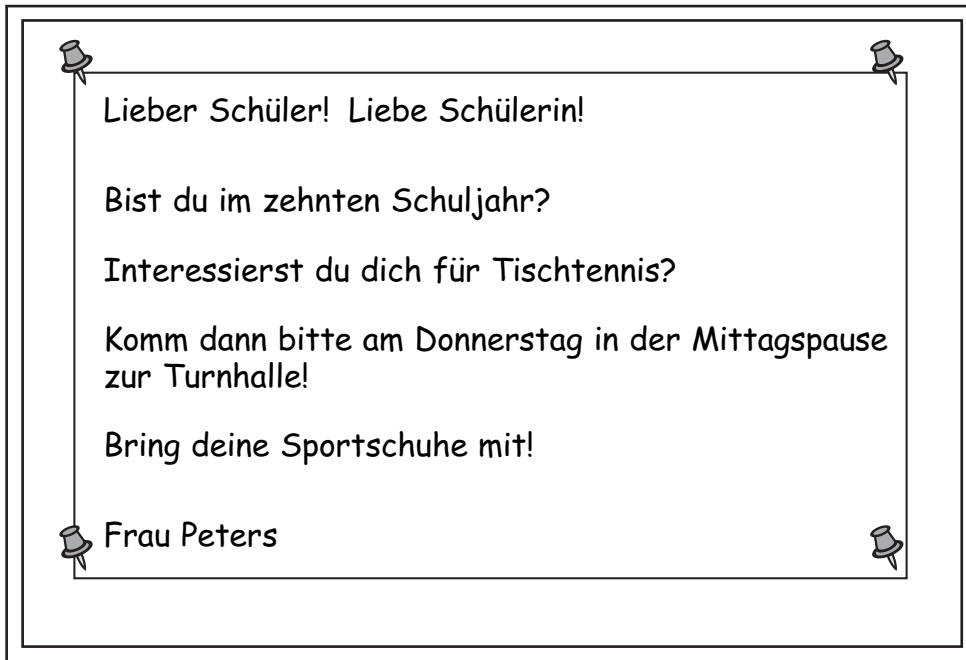 Lieber Schüler!  Liebe Schülerin!
Bist du im zehnten Schuljahr?
Interessierst du dich für Tischtennis?
Komm dann bitte am Donnerstag in der Mittagspause
zur Turnhalle!
Bring deine Sportschuhe mit!
Frau Peters